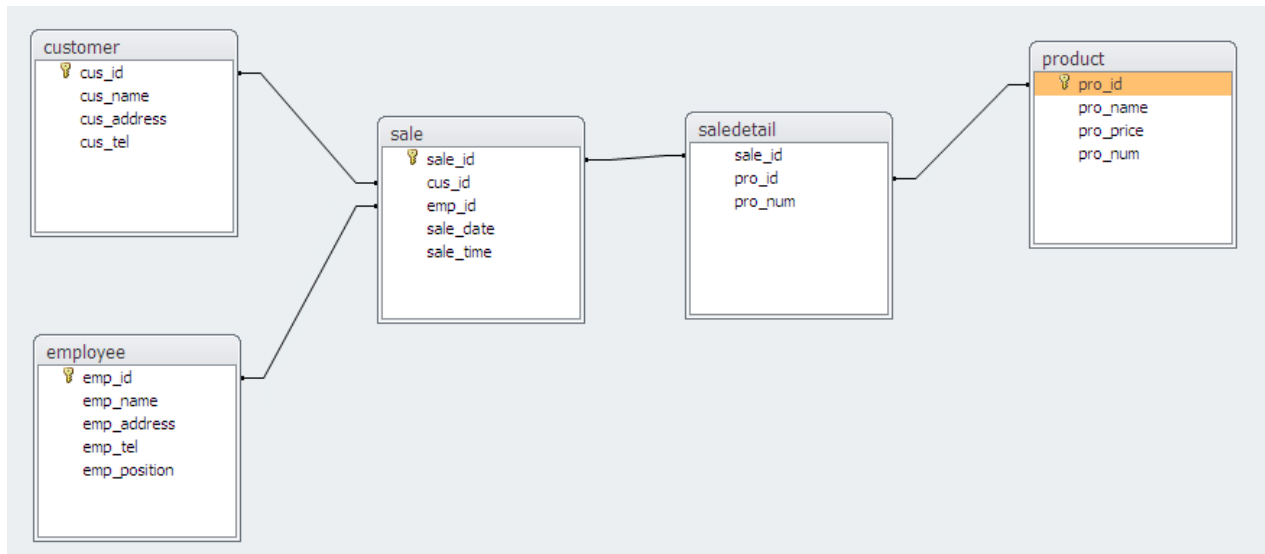 customer
cus_id
cus_name
cus_address
cus_tel
employee
emp_id
emp_name
emp_address
emp_tel
emp_position
sale
sale_id
cus_id
emp_id
sale_date
sale_time
saledetail
sale_id
pro_id
pro_num
product
pro_id
pro_name
pro_price
pro_num